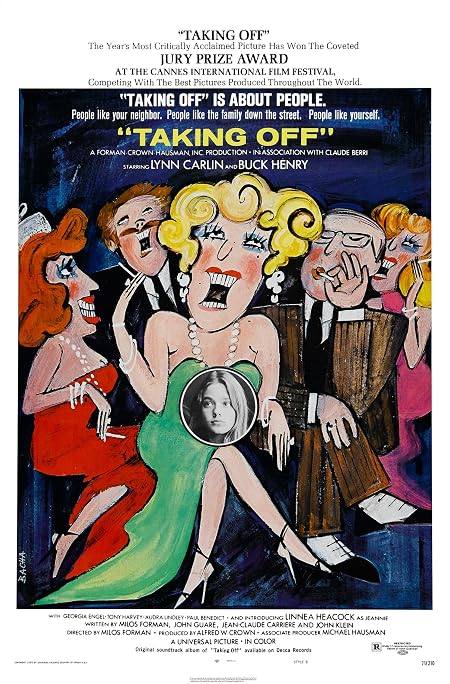 "TAKING OFF"
The Year's Most Critically Acclaimed Picture Has Won The Coveted
JURY PRIZE AWARD
AT THE CANNES INTERNATIONAL FILM FESTIVAL,
Competing With The Best Pictures Produced Throughout The World.
"TAKING OFF" IS ABOUT PEOPLE.
People like your neighbor. People like the family down the street. People like yourself.
"TAKING OFF"
A FORMAN-CROWN-HAUSMAN, INC PRODUCTION • IN ASSOCIATION WITH CLAUDE BERRI
STARRING LYNN CARLIN AND BUCK HENRY
BACHA
WITH GEORGIA ENGEL • TONY HARVEY • AUDRA LINDLEY • PAUL BENEDICT • AND INTRODUCING LINNEA HEACOCK AS JEANNIE
WRITTEN BY MILOS FORMAN, JOHN GUARE, JEAN-CLAUDE CARRIERE AND JOHN KLEIN
DIRECTED BY MILOS FORMAN • PRODUCED BY ALFRED W CROWN • ASSOCIATE PRODUCER MICHAEL HAUSMAN
A UNIVERSAL PICTURE • IN COLOR
Original soundtrack album of "Taking Off" available on Decca Records
R
RESTRICTED
STYLE B
71/210